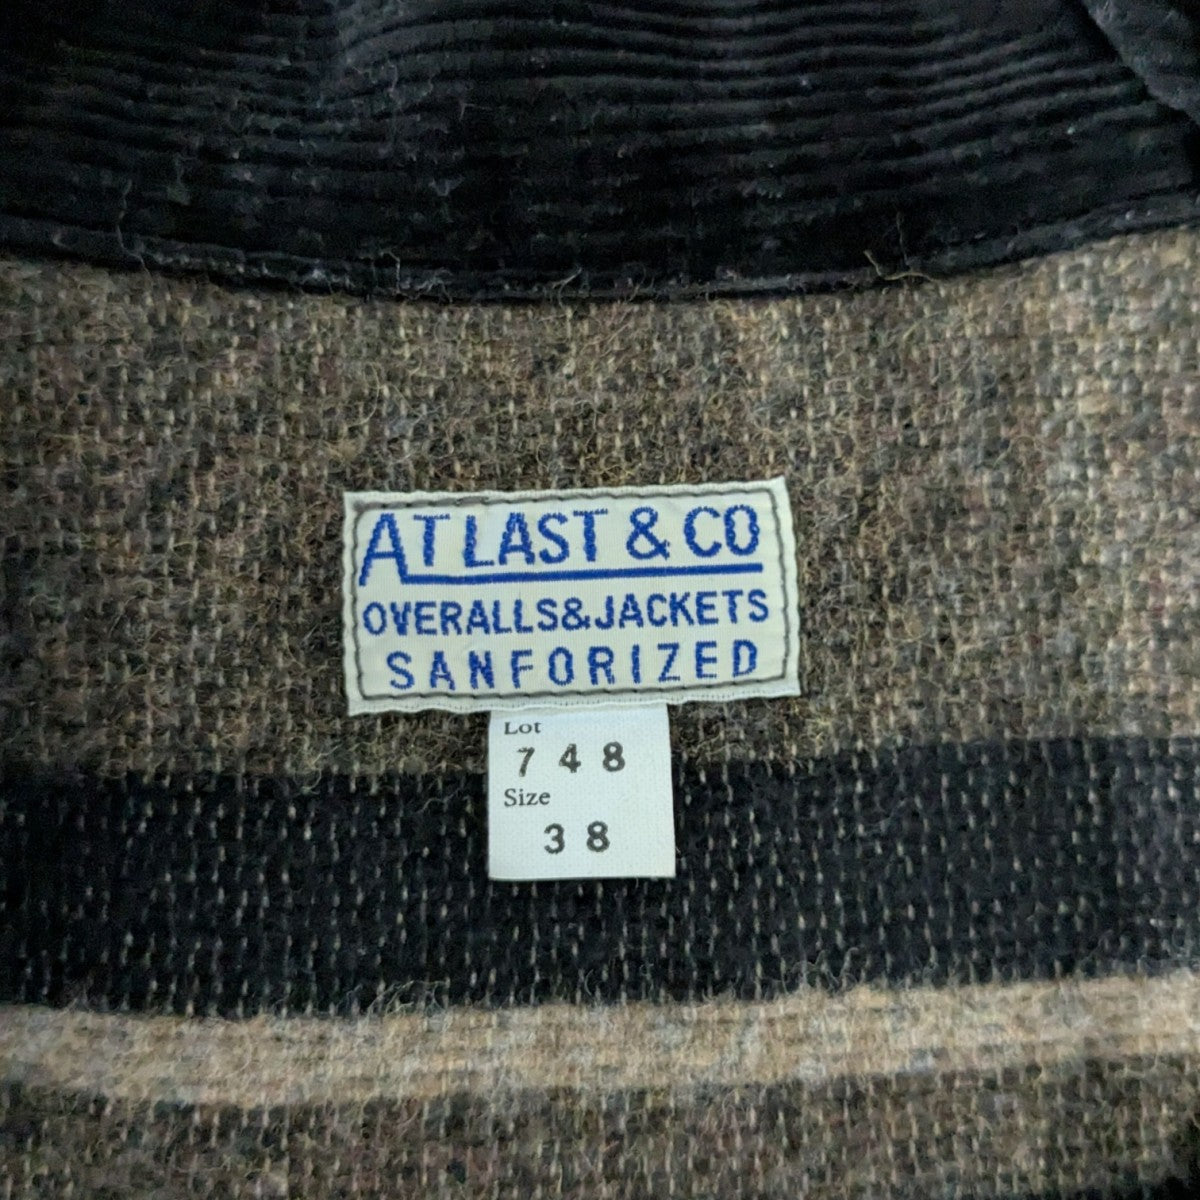 AT LAST & CO
OVERALLS&JACKETS
SANFORIZED
Lot
748
Size
38